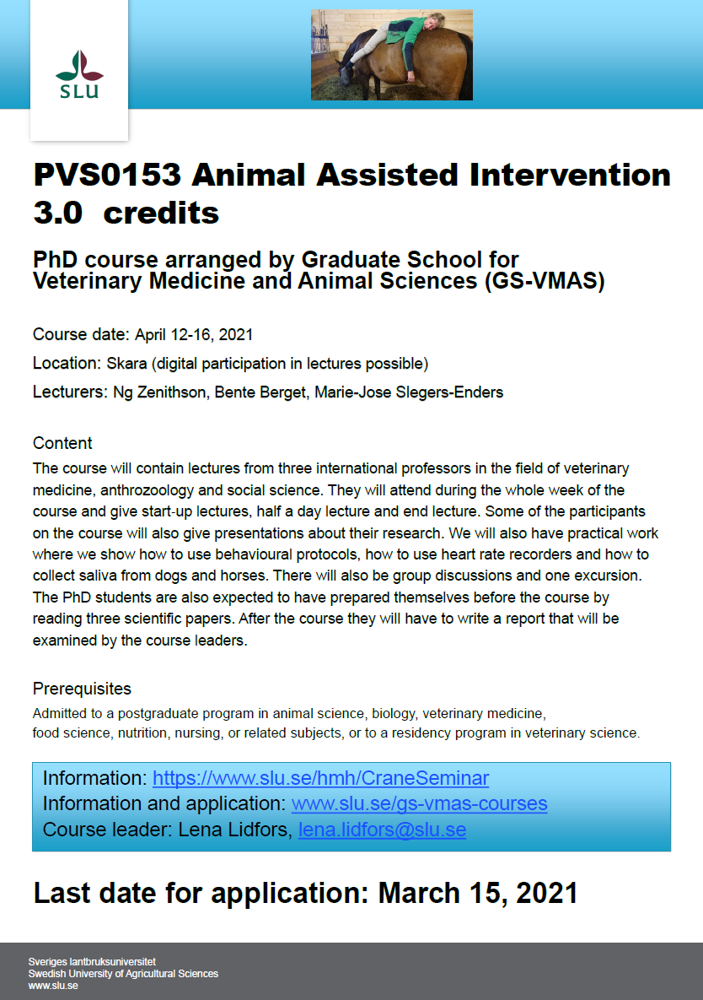 SLU
PVS0153 Animal Assisted Intervention
3.0 credits
PhD course arranged by Graduate School for
Veterinary Medicine and Animal Sciences (GS-VMAS)
Course date: April 12-16, 2021
Location: Skara (digital participation in lectures possible)
Lecturers: Ng Zenithson, Bente Berget, Marie-Jose Slegers-Enders
Content
The course will contain lectures from three international professors in the field of veterinary
medicine, anthrozoology and social science. They will attend during the whole week of the
course and give start-up lectures, half a day lecture and end lecture. Some of the participants
on the course will also give presentations about their research. We will also have practical work
where we show how to use behavioural protocols, how to use heart rate recorders and how to
collect saliva from dogs and horses. There will also be group discussions and one excursion.
The PhD students are also expected to have prepared themselves before the course by
reading three scientific papers. After the course they will have to write a report that will be
examined by the course leaders.
Prerequisites
Admitted to a postgraduate program in animal science, biology, veterinary medicine,
food science, nutrition, nursing, or related subjects, or to a residency program in veterinary science.
Information: https://www.slu.se/hmh/CraneSeminar
Information and application: www.slu.se/gs-vmas-courses
Course leader: Lena Lidfors, lena.lidfors@slu.se
Last date for application: March 15, 2021
Sveriges lantbruksuniversitet
Swedish University of Agricultural Sciences
www.slu.se